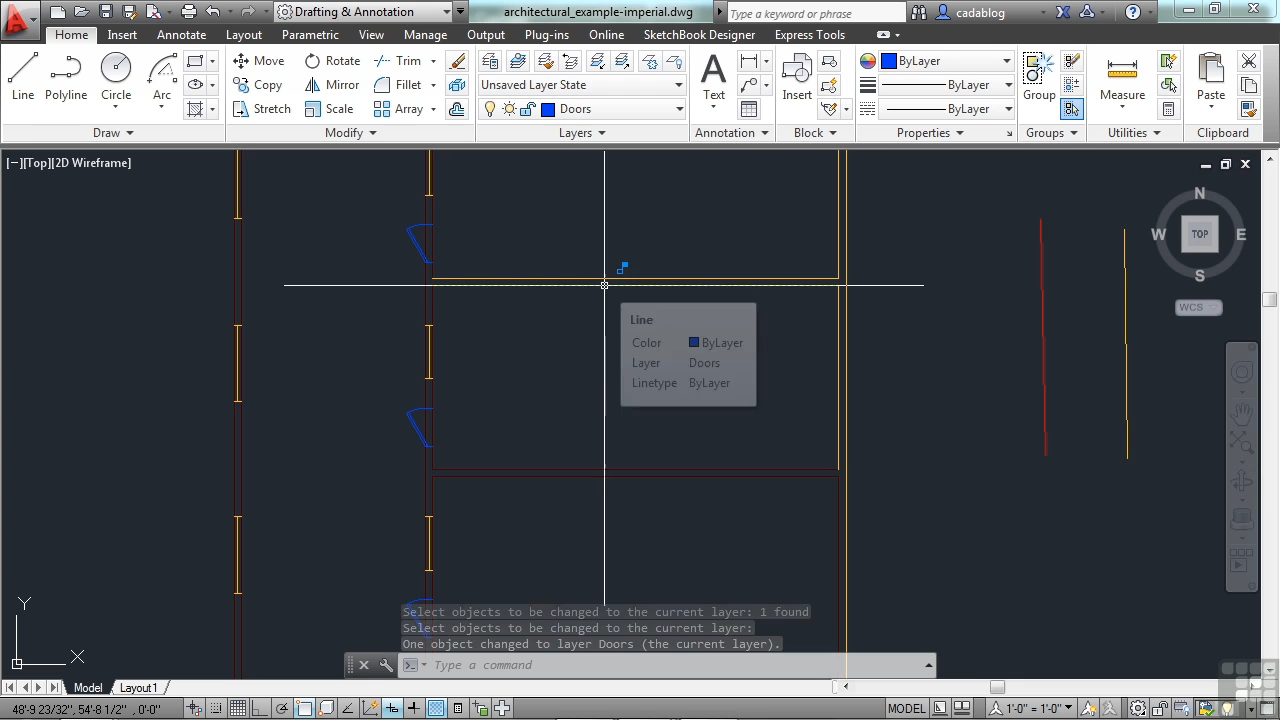 Drafting & Annotation
architectural_example-imperial.dwg
Type a keyword or phrase
cadablog
Home Insert Annotate Layout Parametric View Manage Output Plug-ins Online SketchBook Designer Express Tools
Line
Polyline
Circle
Arc
Move
Rotate
Trim
Copy
Mirror
Fillet
Stretch
Scale
Array
Unsaved Layer State
Doors
Text
Insert
ByLayer
ByLayer
ByLayer
Group
Measure
Paste
Draw
Modify
Layers
Annotation
Block
Properties
Groups
Utilities
Clipboard
[−][Top][2D Wireframe]
N
W
TOP
E
S
WCS
Line
Color ByLayer
Layer Doors
Linetype ByLayer
Y
X
Select objects to be changed to the current layer: 1 found
Select objects to be changed to the current layer:
One object changed to layer Doors (the current layer).
Type a command
Model
Layout1
48'-9 23/32", 54'-8 1/2" , 0'-0"
MODEL
1'-0" = 1'-0"